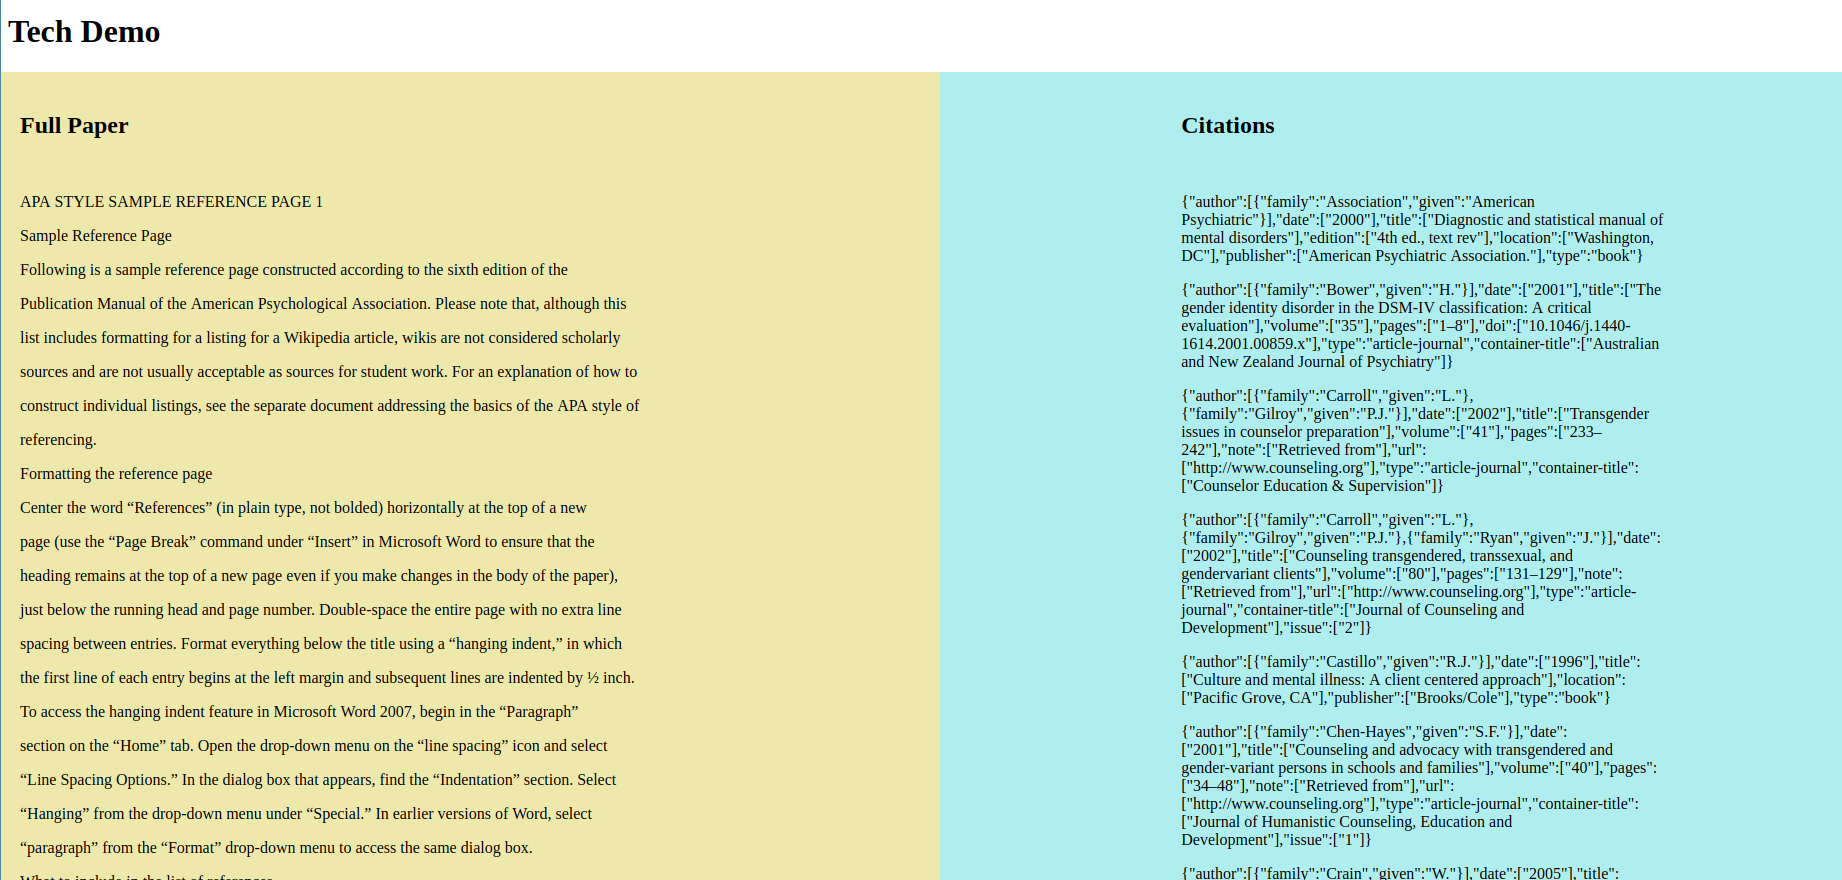 Tech Demo
Full Paper
APA STYLE SAMPLE REFERENCE PAGE 1
Sample Reference Page
Following is a sample reference page constructed according to the sixth edition of the
Publication Manual of the American Psychological Association. Please note that, although this
list includes formatting for a listing for a Wikipedia article, wikis are not considered scholarly
sources and are not usually acceptable as sources for student work. For an explanation of how to
construct individual listings, see the separate document addressing the basics of the APA style of
referencing.
Formatting the reference page
Center the word “References” (in plain type, not bolded) horizontally at the top of a new
page (use the “Page Break” command under “Insert” in Microsoft Word to ensure that the
heading remains at the top of a new page even if you make changes in the body of the paper),
just below the running head and page number. Double-space the entire page with no extra line
spacing between entries. Format everything below the title using a “hanging indent,” in which
the first line of each entry begins at the left margin and subsequent lines are indented by ½ inch.
To access the hanging indent feature in Microsoft Word 2007, begin in the “Paragraph”
section on the “Home” tab. Open the drop-down menu on the “line spacing” icon and select
“Line Spacing Options.” In the dialog box that appears, find the “Indentation” section. Select
“Hanging” from the drop-down menu under “Special.” In earlier versions of Word, select
“paragraph” from the “Format” drop-down menu to access the same dialog box.
What to include in the list of references
Citations
{"author":[{"family":"Association","given":"American
Psychiatric"}],"date":["2000"],"title":["Diagnostic and statistical manual of
mental disorders"],"edition":["4th ed., text rev"],"location":["Washington,
DC"],"publisher":["American Psychiatric Association."],"type":"book"}
{"author":[{"family":"Bower","given":"H."}],"date":["2001"],"title":["The
gender identity disorder in the DSM-IV classification: A critical
evaluation"],"volume":["35"],"pages":["1–8"],"doi":["10.1046/j.1440-
1614.2001.00859.x"],"type":"article-journal","container-title":["Australian
and New Zealand Journal of Psychiatry"]}
{"author":[{"family":"Carroll","given":"L."},
{"family":"Gilroy","given":"P.J."}],"date":["2002"],"title":["Transgender
issues in counselor preparation"],"volume":["41"],"pages":["233–
242"],"note":["Retrieved from"],"url":
["http://www.counseling.org"],"type":"article-journal","container-title":
["Counselor Education & Supervision"]}
{"author":[{"family":"Carroll","given":"L."},
{"family":"Gilroy","given":"P.J."},{"family":"Ryan","given":"J."}],"date":
["2002"],"title":["Counseling transgendered, transsexual, and
gendervariant clients"],"volume":["80"],"pages":["131–129"],"note":
["Retrieved from"],"url":["http://www.counseling.org"],"type":"article-
journal","container-title":["Journal of Counseling and
Development"],"issue":["2"]}
{"author":[{"family":"Castillo","given":"R.J."}],"date":["1996"],"title":
["Culture and mental illness: A client centered approach"],"location":
["Pacific Grove, CA"],"publisher":["Brooks/Cole"],"type":"book"}
{"author":[{"family":"Chen-Hayes","given":"S.F."}],"date":
["2001"],"title":["Counseling and advocacy with transgendered and
gender-variant persons in schools and families"],"volume":["40"],"pages":
["34–48"],"note":["Retrieved from"],"url":
["http://www.counseling.org"],"type":"article-journal","container-title":
["Journal of Humanistic Counseling, Education and
Development"],"issue":["1"]}
{"author":[{"family":"Crain","given":"W."}],"date":["2005"],"title":